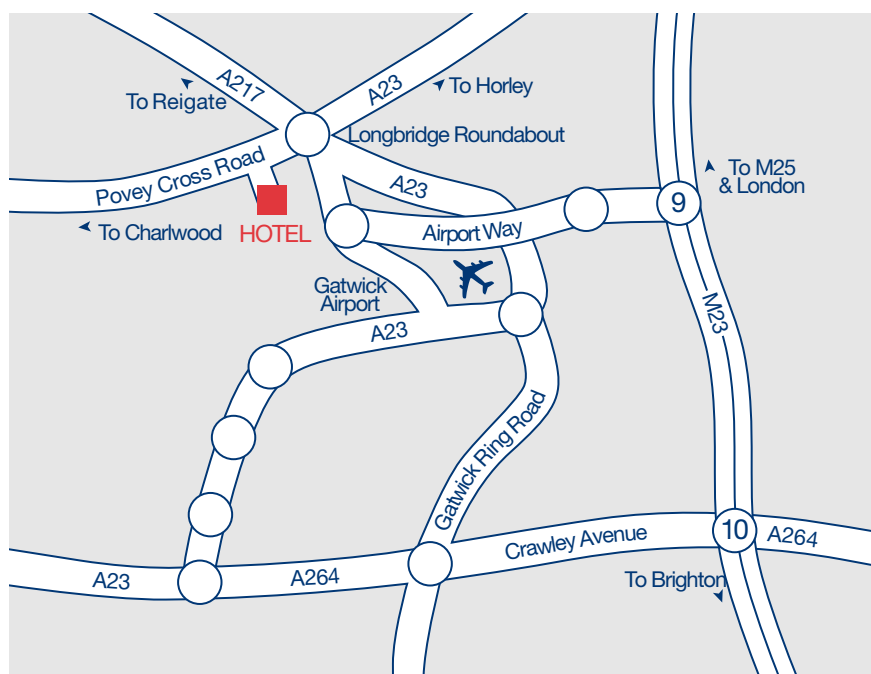 A217
A23
To Reigate
To Horley
Longbridge Roundabout
Povey Cross Road
A23
To M25
& London
9
To Charlwood
HOTEL
Airport Way
Gatwick
Airport
M23
A23
Gatwick Ring Road
10
Crawley Avenue
A264
A23
A264
To Brighton